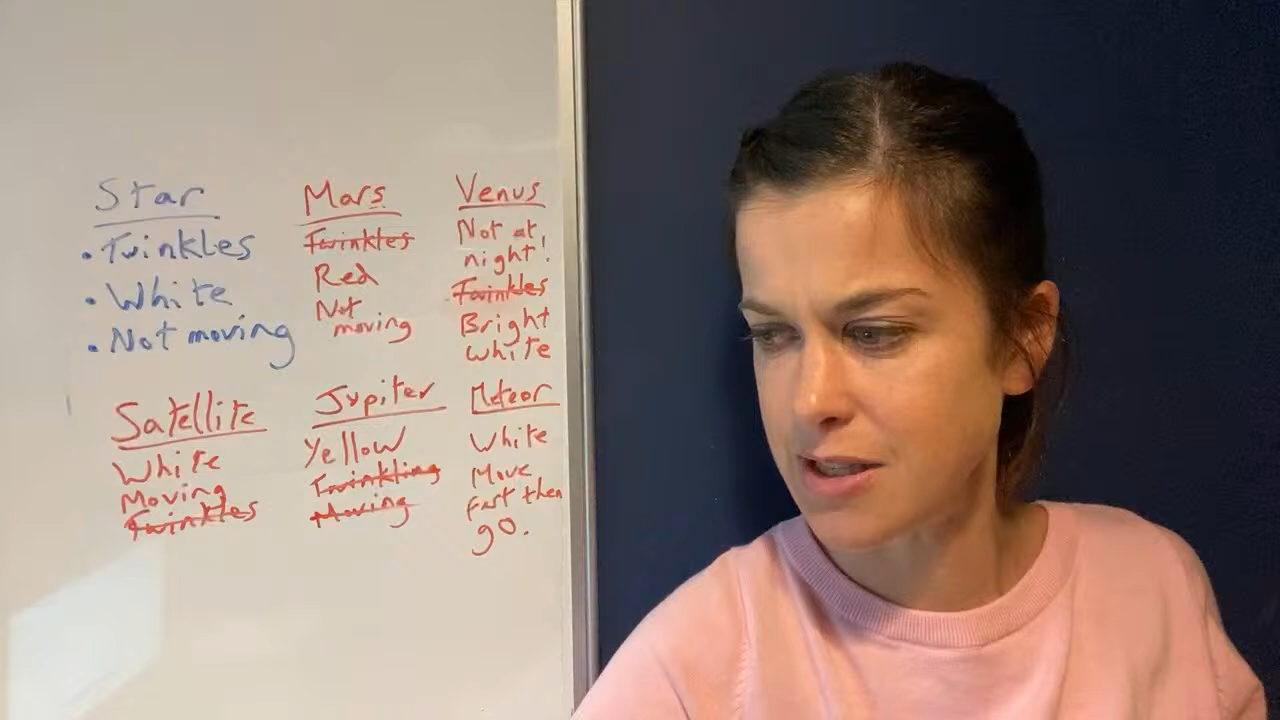 Star
• Twinkles
• White
• Not moving
Mars
Twinkles
Red
Not
moving
Venus
Not at
night!
Twinkles
Bright
white
Satellite
White
Moving
Twinkles
Jupiter
Yellow
Twinkling
Moving
Meteor
White
Move
fast then
go.